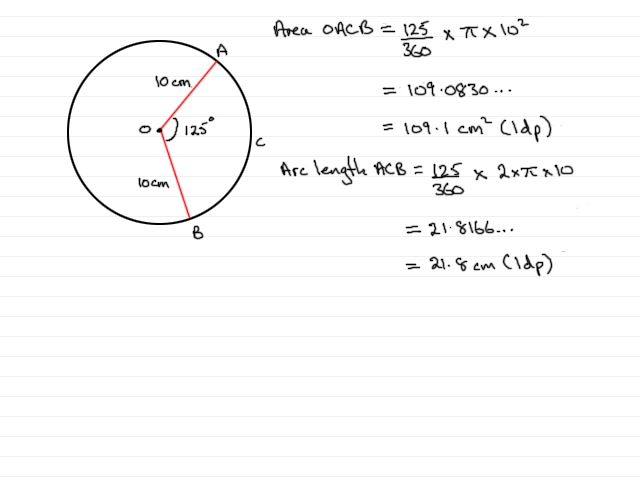 A
10cm
O
125°
C
10cm
B
Area OACB = 125/360 × π × 10²
= 109.0830...
= 109.1 cm² (1dp)
Arc length ACB = 125/360 × 2×π×10
= 21.8166...
= 21.8 cm (1dp)